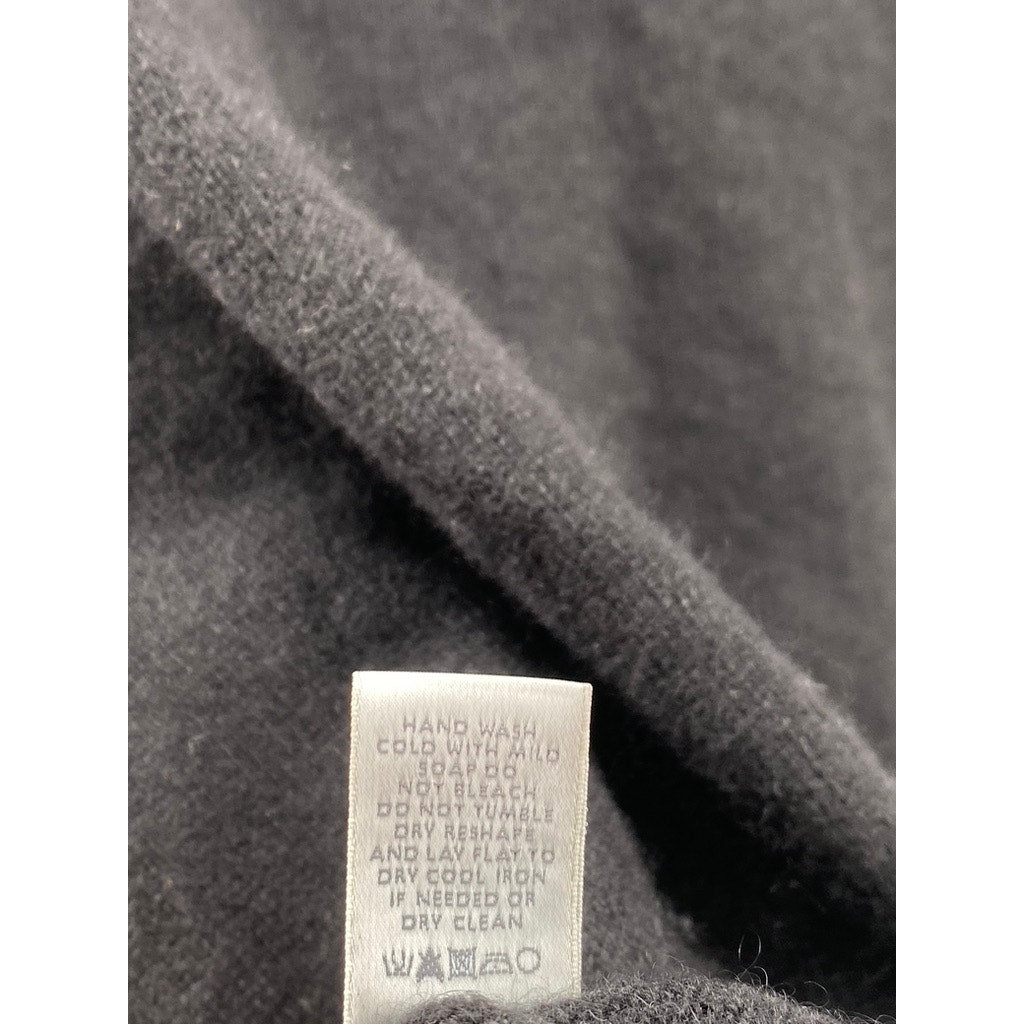 HAND WASH
COLD WITH MILD
SOAP DO
NOT BLEACH
DO NOT TUMBLE
DRY RESHAPE
AND LAY FLAT TO
DRY COOL IRON
IF NEEDED OR
DRY CLEAN